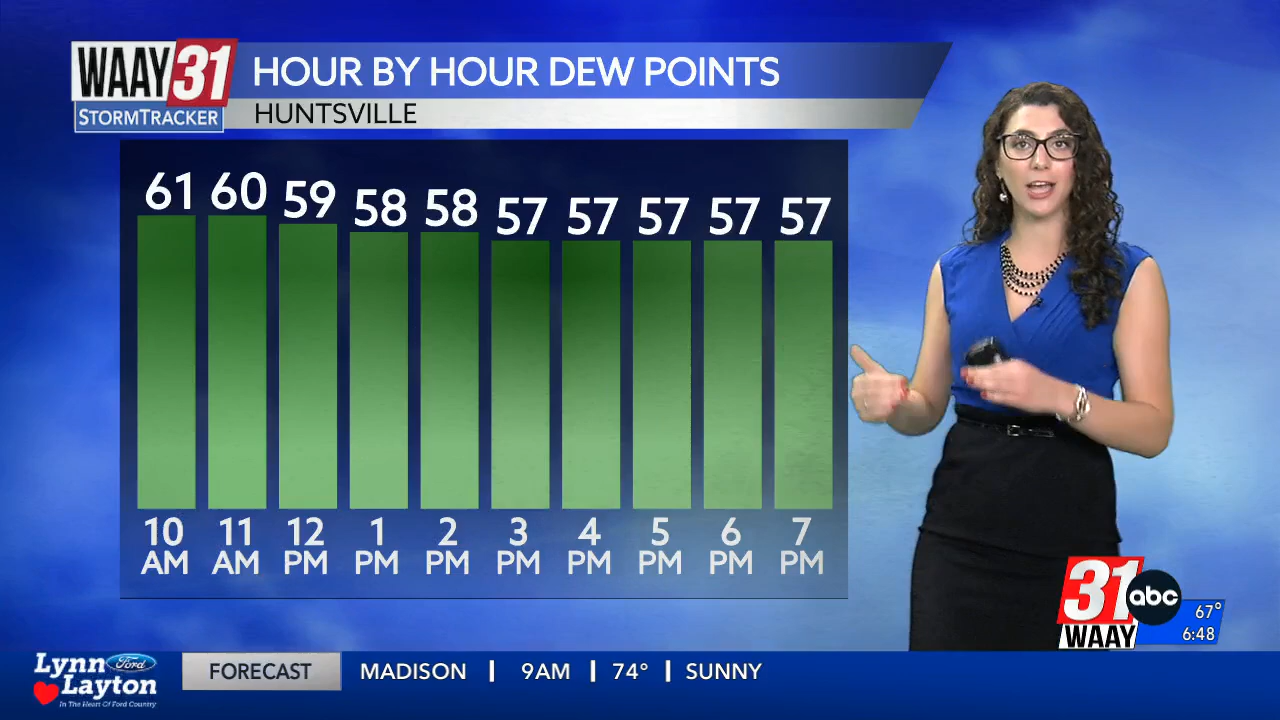 WAAY 31
STORMTRACKER
HOUR BY HOUR DEW POINTS
HUNTSVILLE
61 60 59 58 58 57 57 57 57 57
10 11 12 1 2 3 4 5 6 7
AM AM PM PM PM PM PM PM PM PM
31
abc
WAAY
67°
6:48
Lynn Ford
Layton
In The Heart Of Ford Country
FORECAST MADISON | 9AM | 74° | SUNNY